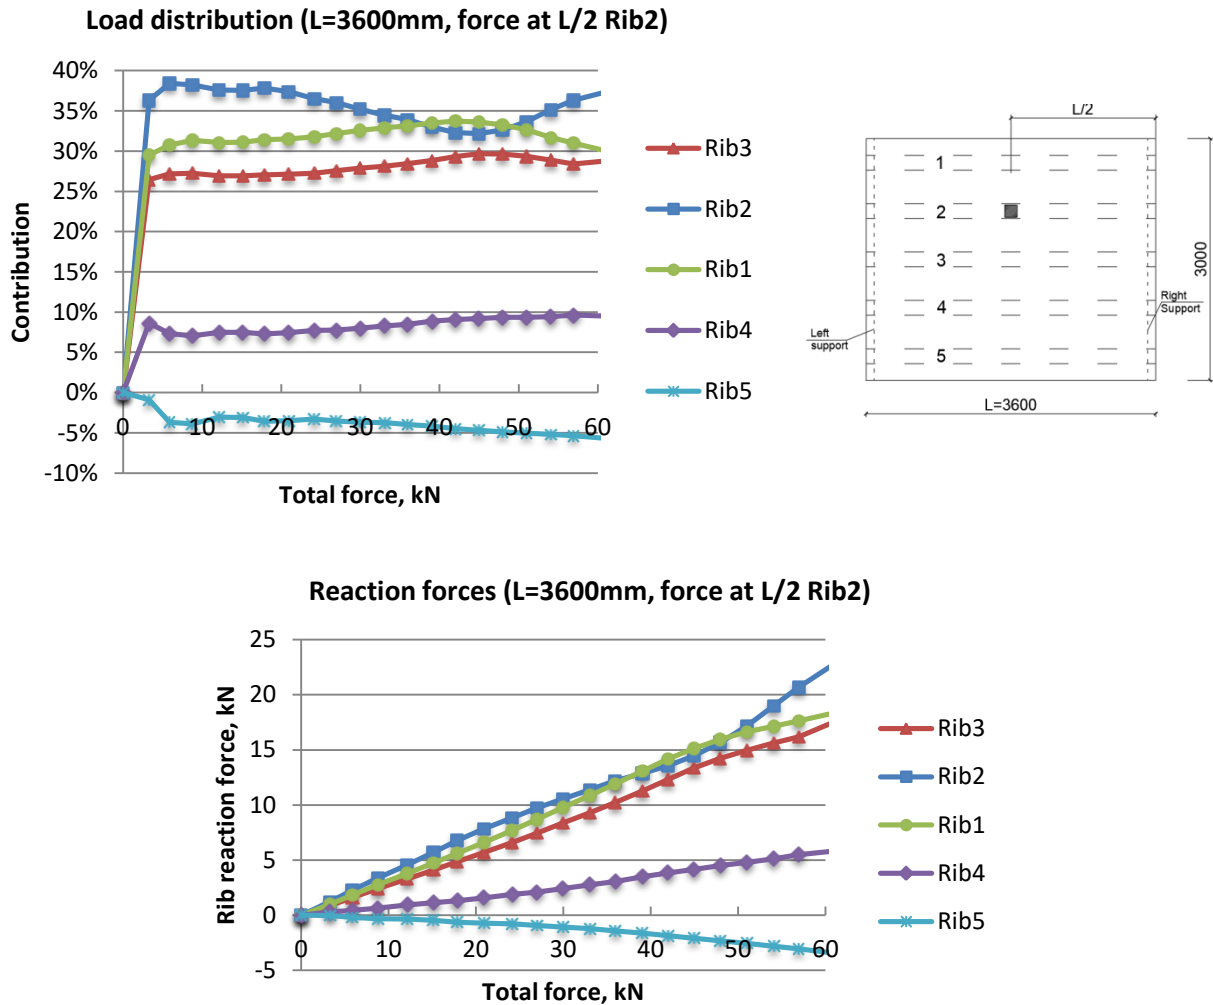 Load distribution (L=3600mm, force at L/2 Rib2)
40%
35%
30%
25%
20%
15%
10%
5%
0%
-5%
-10%
0 10 20 30 40 50 60
Contribution
Total force, kN
Rib3
Rib2
Rib1
Rib4
Rib5
L/2
1
2
3
4
5
3000
Left
support
Right
Support
L=3600
Reaction forces (L=3600mm, force at L/2 Rib2)
25
20
15
10
5
0
-5
0 10 20 30 40 50 60
Rib reaction force, kN
Total force, kN
Rib3
Rib2
Rib1
Rib4
Rib5